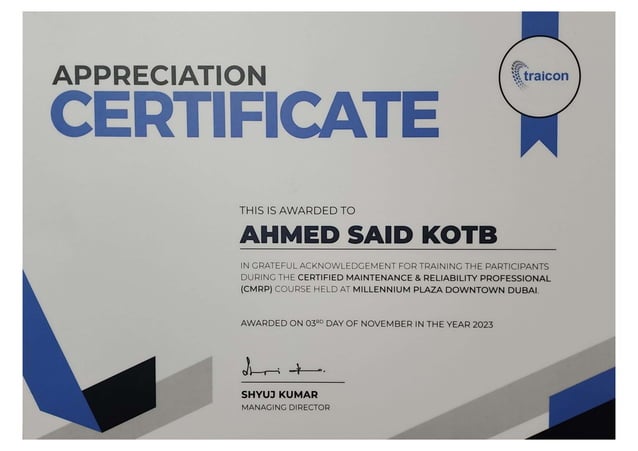 APPRECIATION
CERTIFICATE
traicon
THIS IS AWARDED TO
AHMED SAID KOTB
IN GRATEFUL ACKNOWLEDGEMENT FOR TRAINING THE PARTICIPANTS
DURING THE CERTIFIED MAINTENANCE & RELIABILITY PROFESSIONAL
(CMRP) COURSE HELD AT MILLENNIUM PLAZA DOWNTOWN DUBAI.
AWARDED ON 03RD DAY OF NOVEMBER IN THE YEAR 2023
SHYUJ KUMAR
MANAGING DIRECTOR